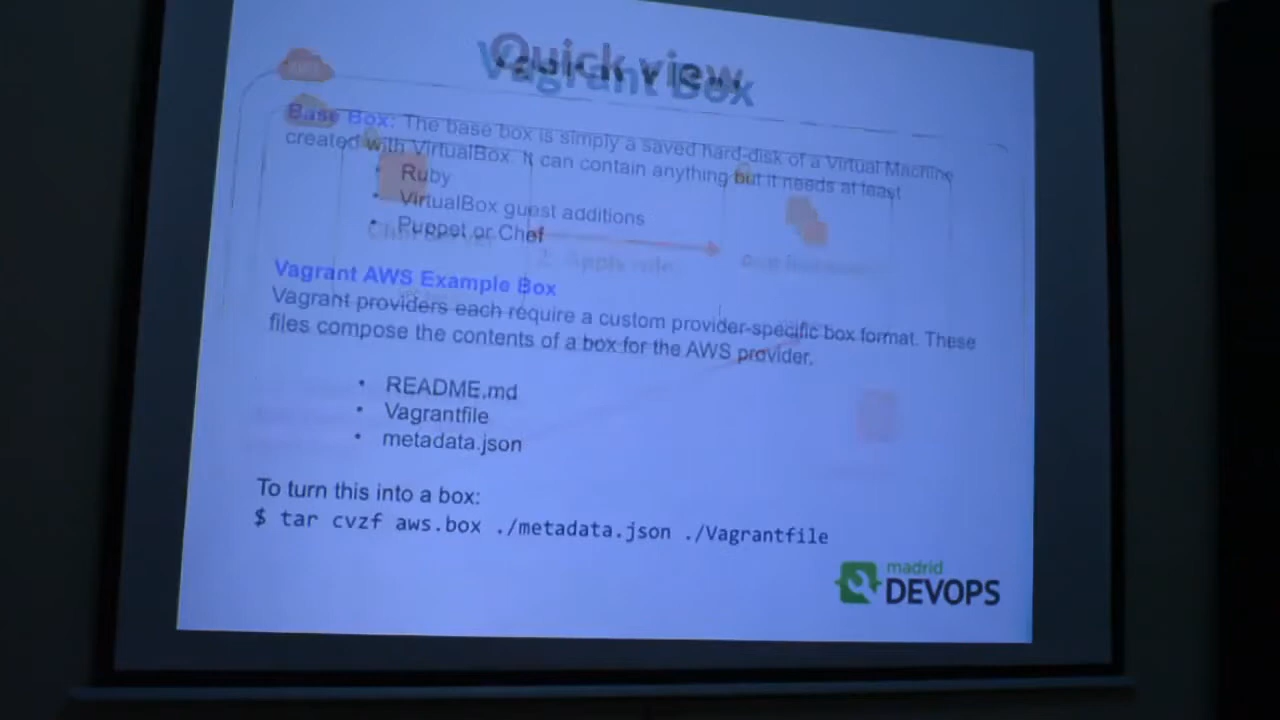 Quick view
Vagrant Box
Base Box: The base box is simply a saved hard-disk of a Virtual Machine
created with VirtualBox. It can contain anything but it needs at least
• Ruby
• VirtualBox guest additions
• Puppet or Chef
Vagrant AWS Example Box
Vagrant providers each require a custom provider-specific box format. These
files compose the contents of a box for the AWS provider.
• README.md
• Vagrantfile
• metadata.json
To turn this into a box:
$ tar cvzf aws.box ./metadata.json ./Vagrantfile
madrid
DEVOPS